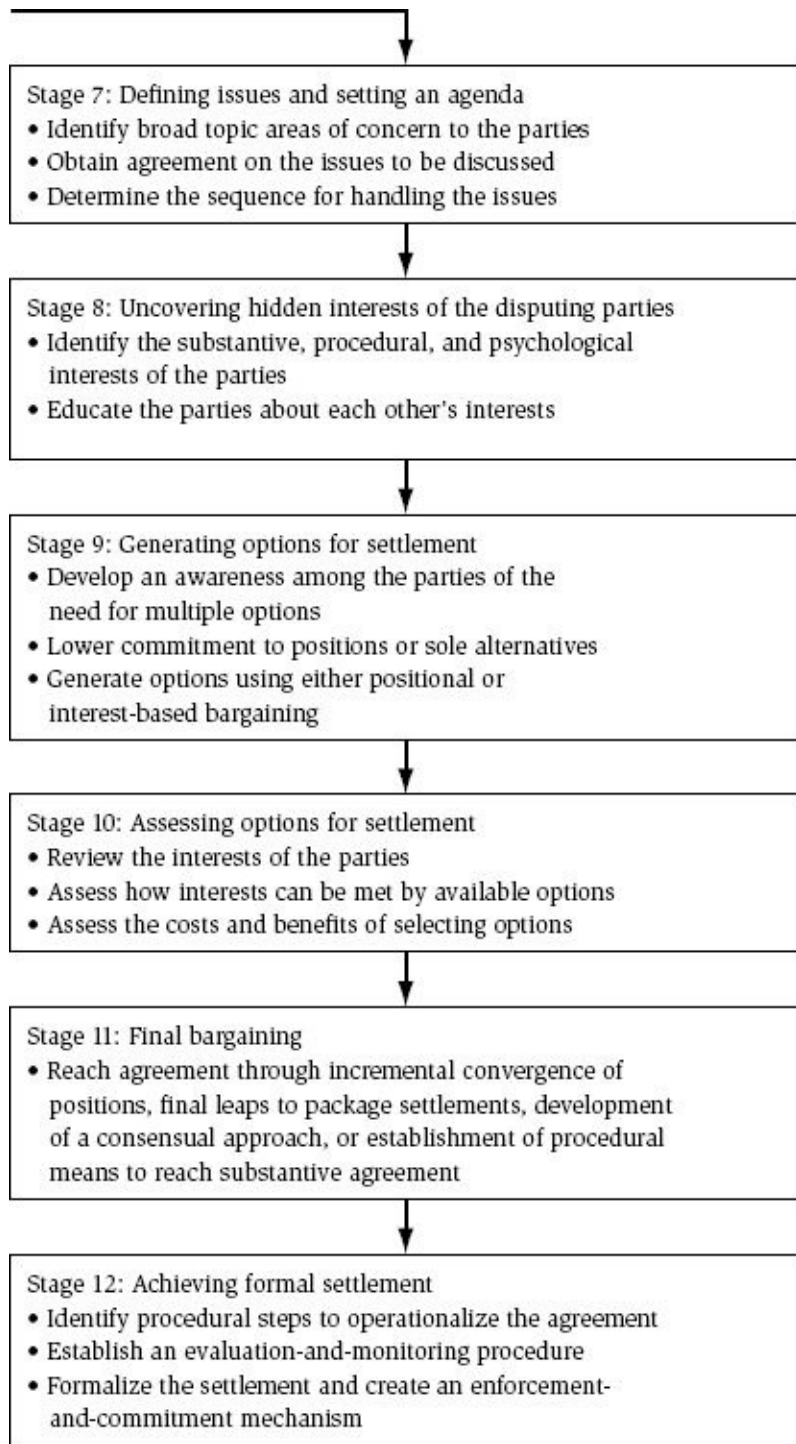 Stage 7: Defining issues and setting an agenda
• Identify broad topic areas of concern to the parties
• Obtain agreement on the issues to be discussed
• Determine the sequence for handling the issues
Stage 8: Uncovering hidden interests of the disputing parties
• Identify the substantive, procedural, and psychological
interests of the parties
• Educate the parties about each other's interests
Stage 9: Generating options for settlement
• Develop an awareness among the parties of the
need for multiple options
• Lower commitment to positions or sole alternatives
• Generate options using either positional or
interest-based bargaining
Stage 10: Assessing options for settlement
• Review the interests of the parties
• Assess how interests can be met by available options
• Assess the costs and benefits of selecting options
Stage 11: Final bargaining
• Reach agreement through incremental convergence of
positions, final leaps to package settlements, development
of a consensual approach, or establishment of procedural
means to reach substantive agreement
Stage 12: Achieving formal settlement
• Identify procedural steps to operationalize the agreement
• Establish an evaluation-and-monitoring procedure
• Formalize the settlement and create an enforcement-
and-commitment mechanism